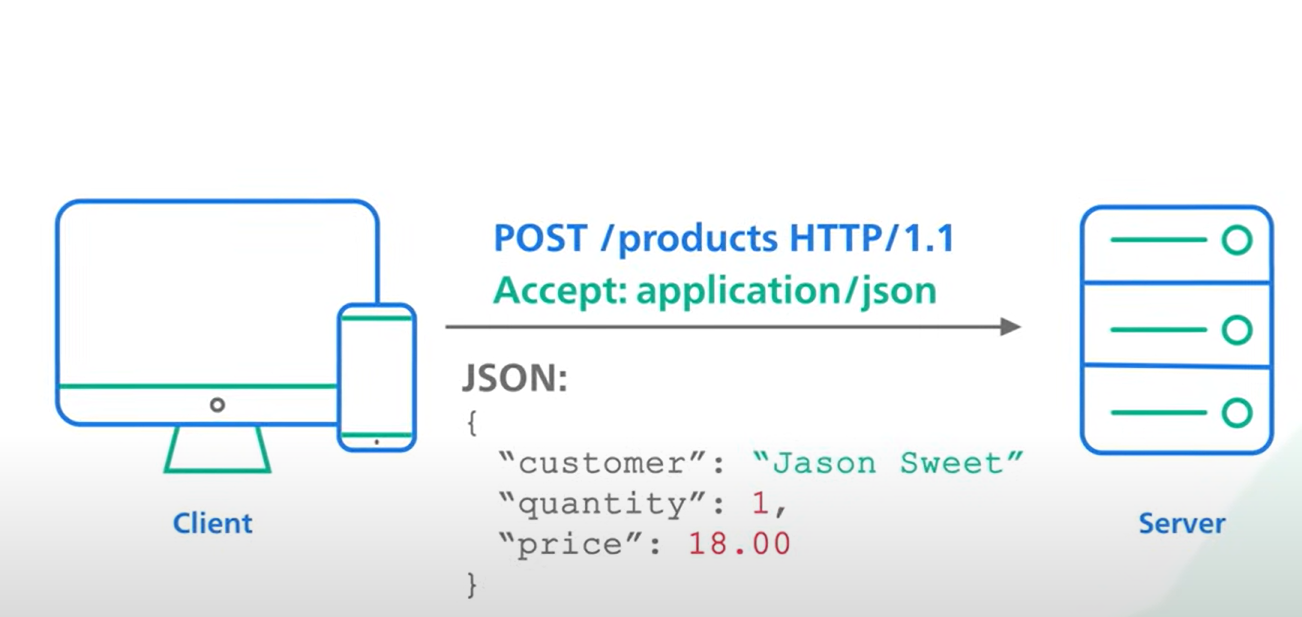 POST /products HTTP/1.1
Accept: application/json
JSON:
{
“customer”: “Jason Sweet”
“quantity”: 1,
“price”: 18.00
}
Client
Server